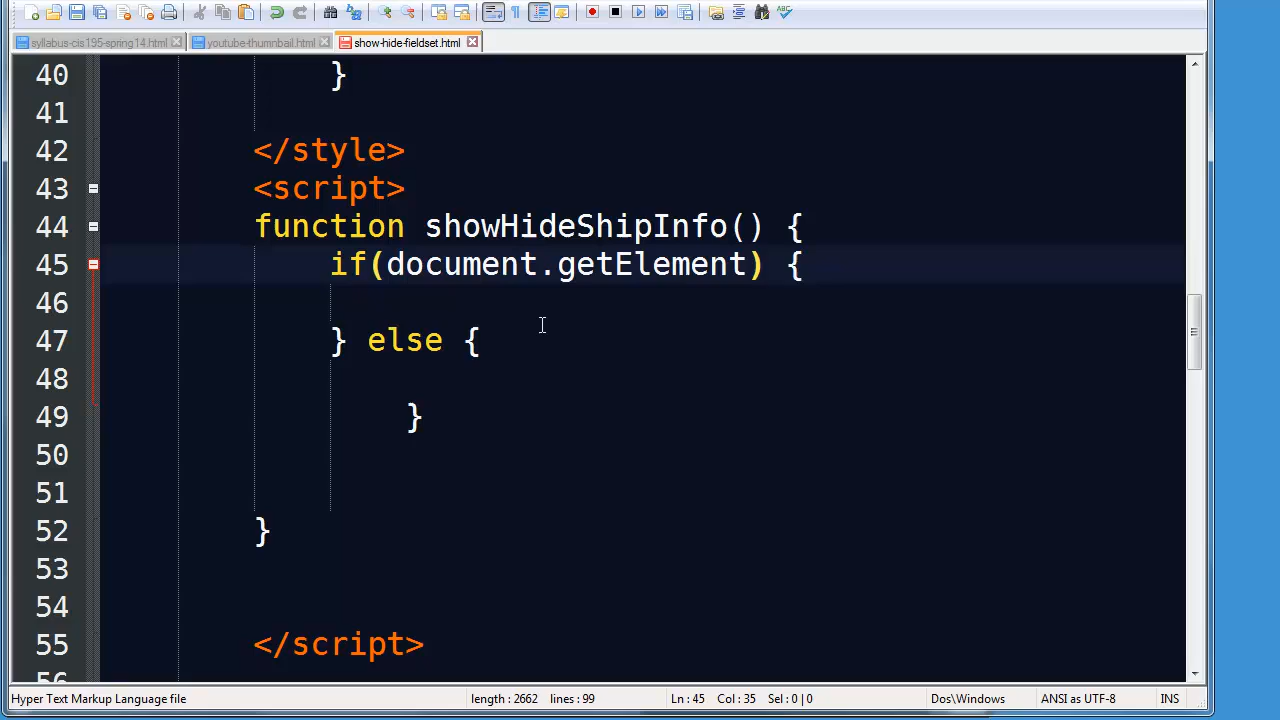 syllabus-cis195-spring14.html youtube-thumnbail.html show-hide-fieldset.html
40 }
41
42 </style>
43 <script>
44 function showHideShipInfo() {
45 if(document.getElement) {
46
47 } else {
48
49 }
50
51
52 }
53
54
55 </script>
56
Hyper Text Markup Language file length : 2662 lines : 99 Ln : 45 Col : 35 Sel : 0 | 0 Dos\Windows ANSI as UTF-8 INS